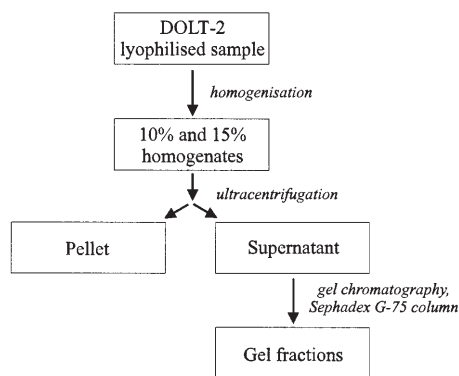 DOLT-2
lyophilised sample
homogenisation
10% and 15%
homogenates
ultracentrifugation
Pellet
Supernatant
gel chromatography,
Sephadex G-75 column
Gel fractions